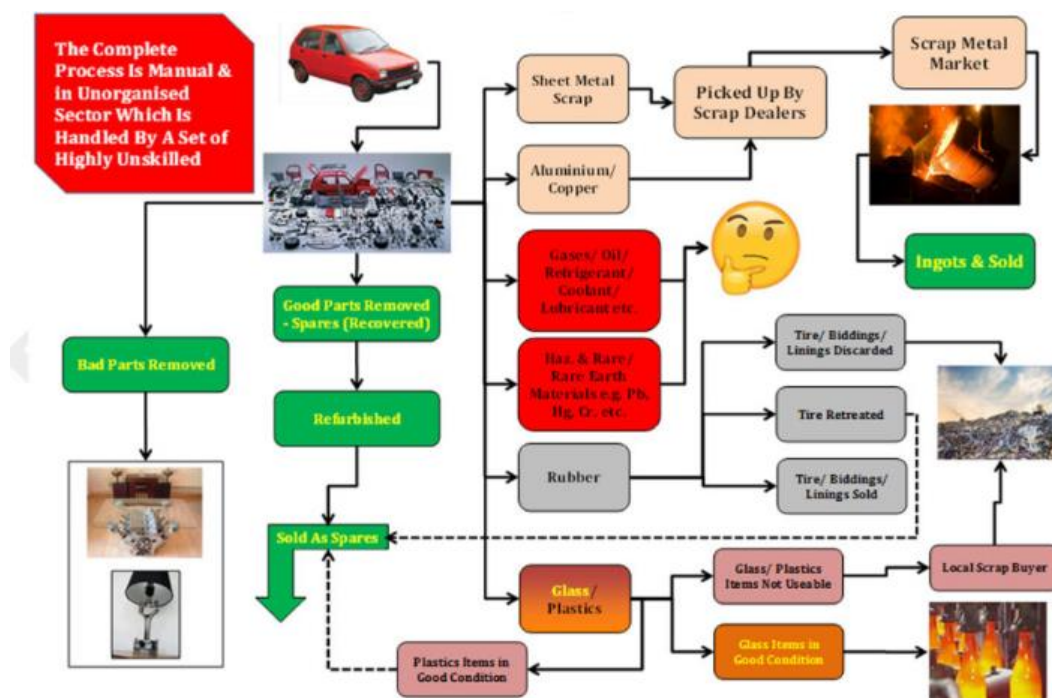 The Complete
Process Is Manual &
in Unorganised
Sector Which Is
Handled By A Set of
Highly Unskilled
Sheet Metal
Scrap
Picked Up By
Scrap Dealers
Scrap Metal
Market
Aluminium/
Copper
Gases/ Oil/
Refrigerant/
Coolant/
Lubricant etc.
Ingots & Sold
Good Parts Removed
- Spares (Recovered)
Bad Parts Removed
Haz. & Rare/
Rare Earth
Materials e.g. Pb,
Hg, Cr. etc.
Tire/ Biddings/
Linings Discarded
Refurbished
Tire Retreated
Rubber
Tire/ Biddings/
Linings Sold
Sold As Spares
Glass/
Plastics
Glass/ Plastics
Items Not Useable
Local Scrap Buyer
Plastics Items in
Good Condition
Glass Items in
Good Condition